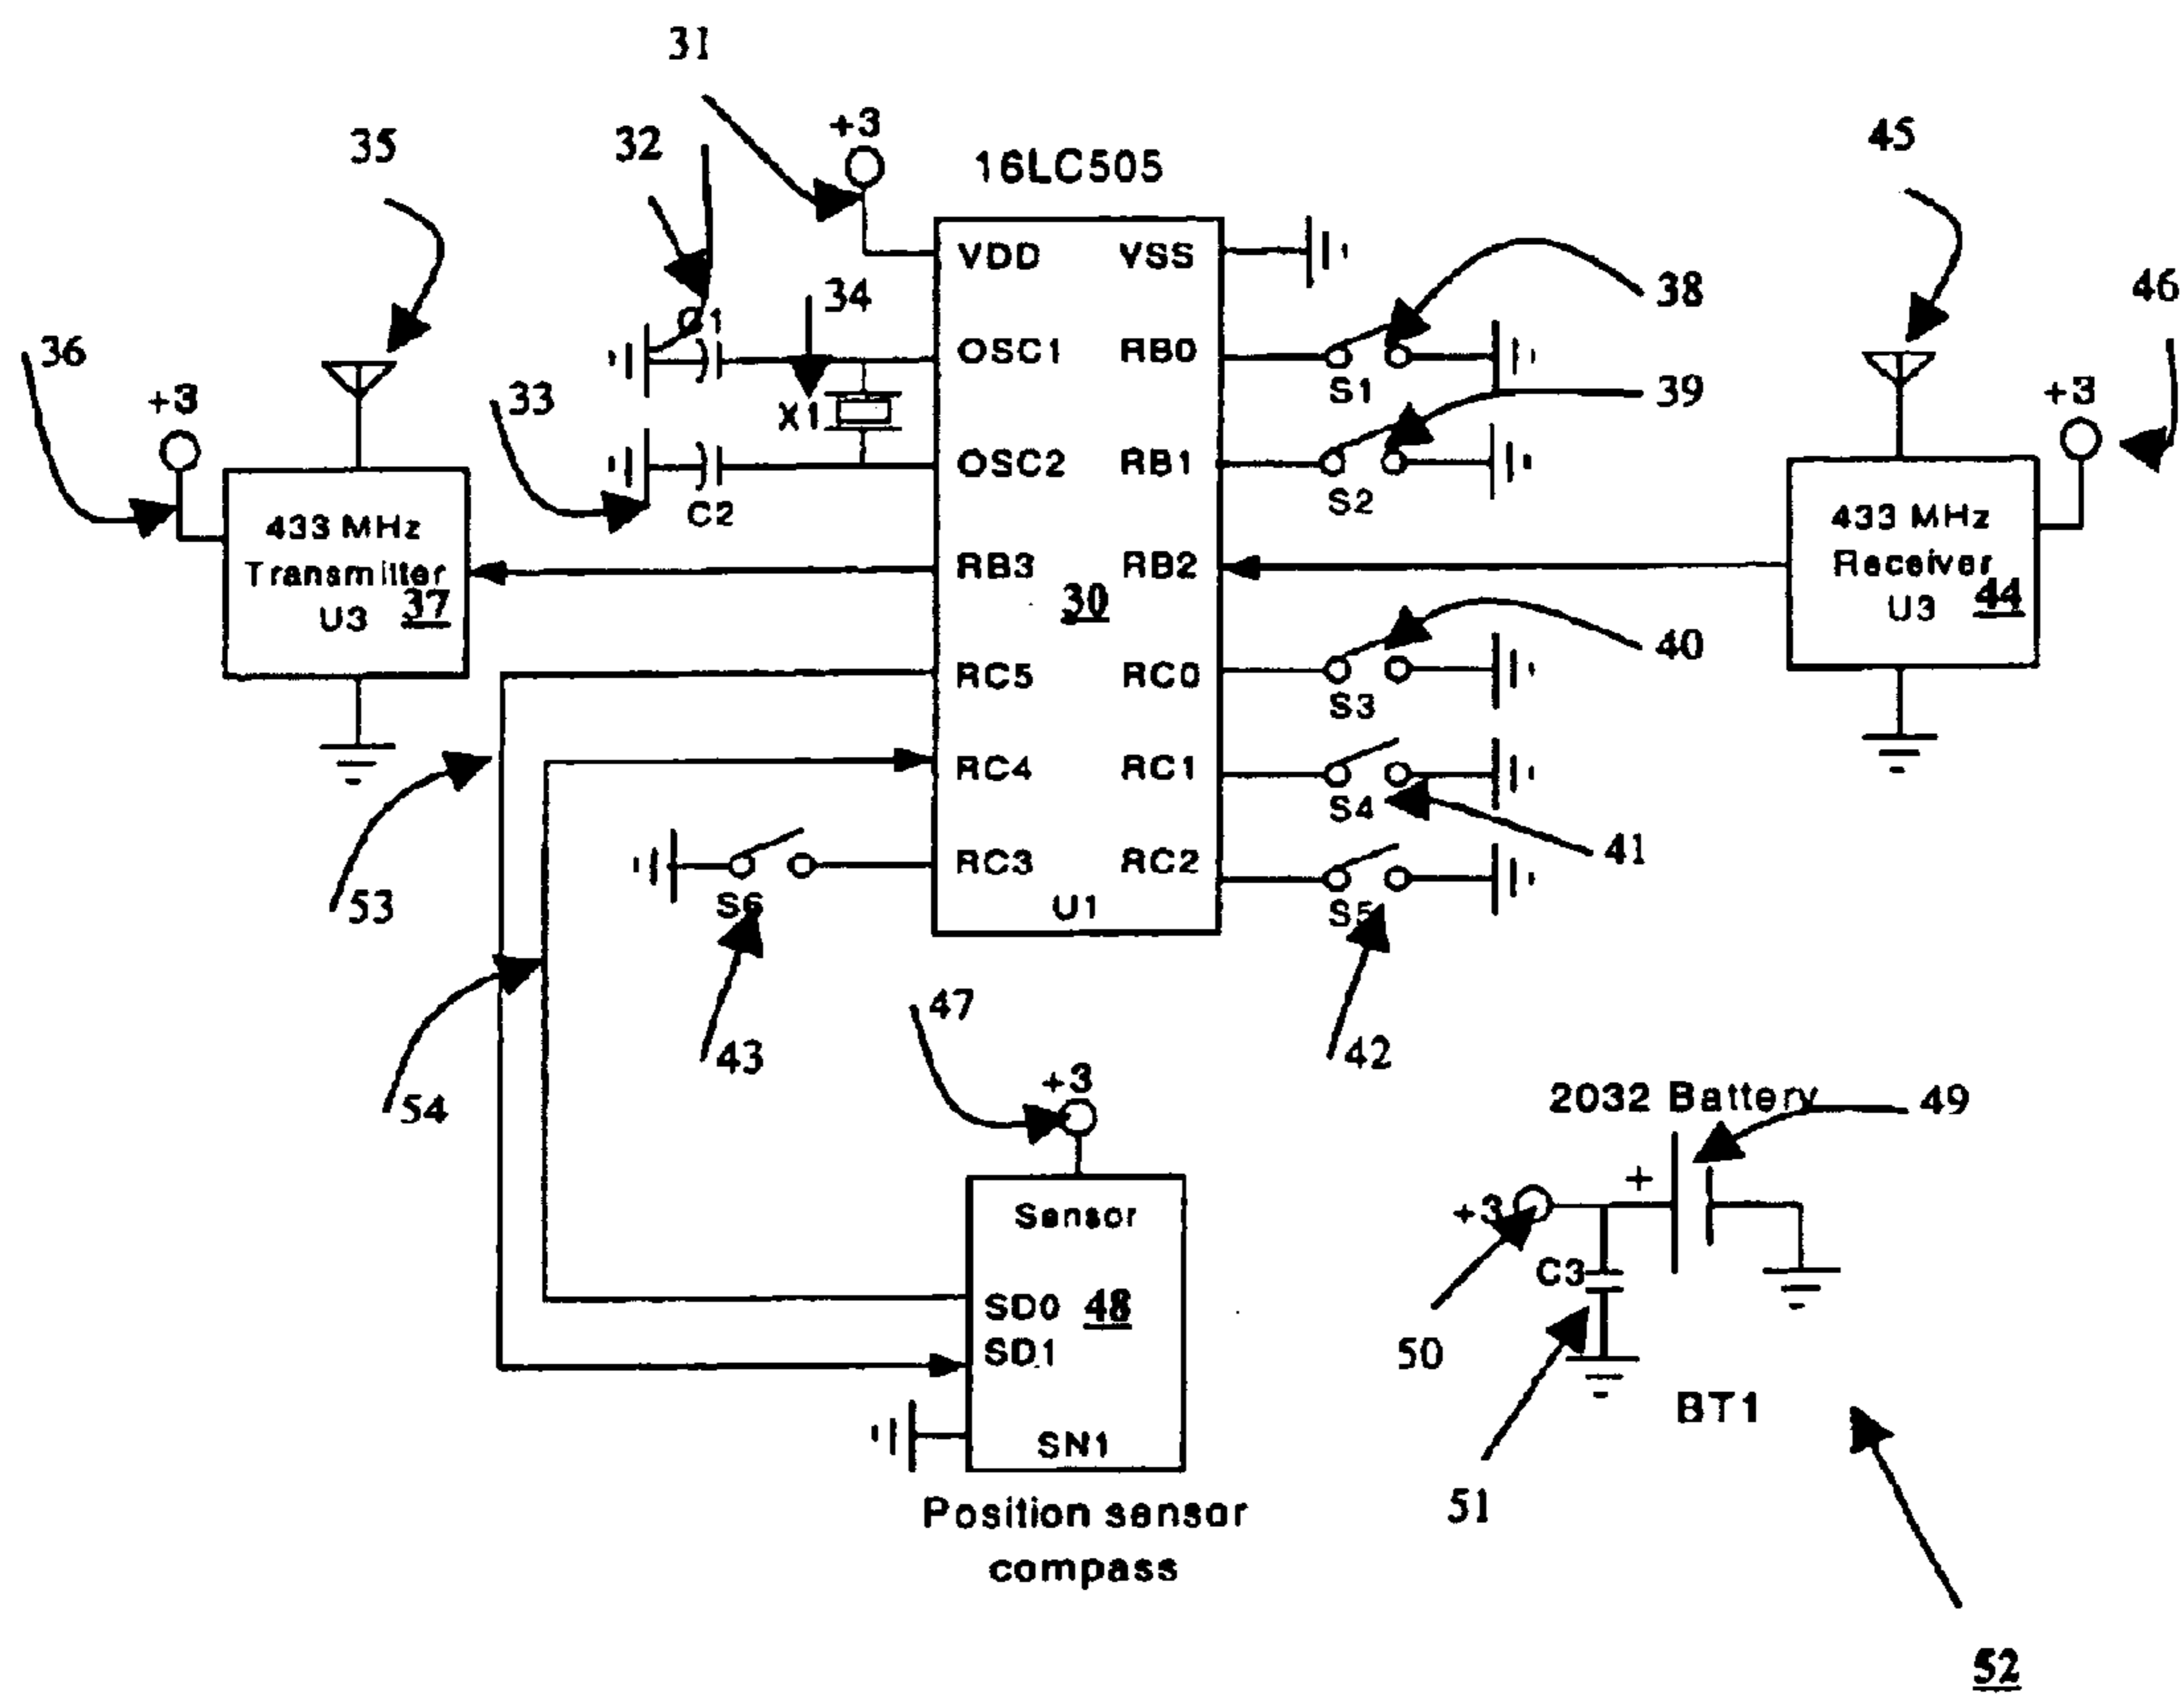 31
+3
32
35
16LC505
45
VDD
VSS
38
46
34
C1
36
OSC1
RB0
S1
33
+3
X1
39
+3
OSC2
RB1
C2
S2
433 MHz
Transmitter
U3 37
RB3
RB2
30
433 MHz
Receiver
U3 44
40
RC5
RC0
S3
RC4
RC1
S4
41
53
RC3
RC2
S6
U1
S5
47
43
42
54
+3
2032 Battery
49
+
+3
Sensor
C3
SD0 48
SD1
50
BT1
SN1
51
Position sensor
compass
52